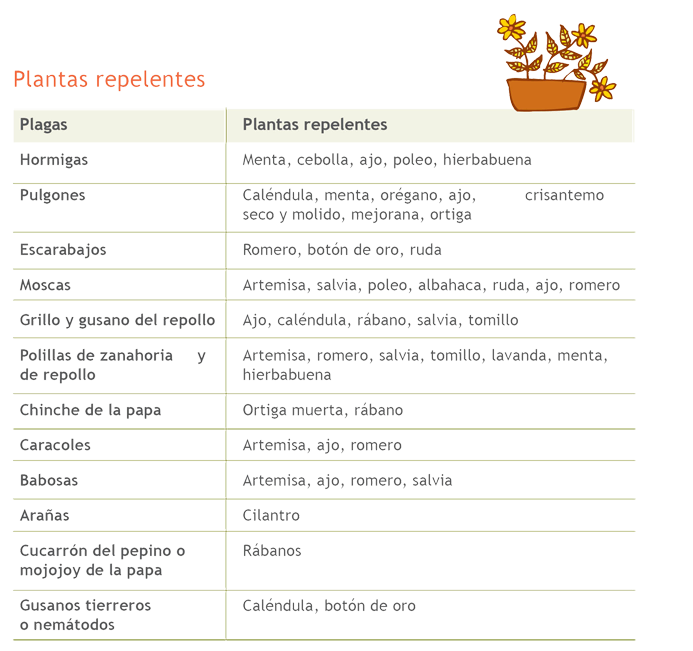 Plantas repelentes
Plagas Plantas repelentes
Hormigas Menta, cebolla, ajo, poleo, hierbabuena
Pulgones Caléndula, menta, orégano, ajo, crisantemo
seco y molido, mejorana, ortiga
Escarabajos Romero, botón de oro, ruda
Moscas Artemisa, salvia, poleo, albahaca, ruda, ajo, romero
Grillo y gusano del repollo Ajo, caléndula, rábano, salvia, tomillo
Polillas de zanahoria y Artemisa, romero, salvia, tomillo, lavanda, menta,
de repollo hierbabuena
Chinche de la papa Ortiga muerta, rábano
Caracoles Artemisa, ajo, romero
Babosas Artemisa, ajo, romero, salvia
Arañas Cilantro
Cucarrón del pepino o Rábanos
mojojoy de la papa
Gusanos tierreros Caléndula, botón de oro
o nemátodos